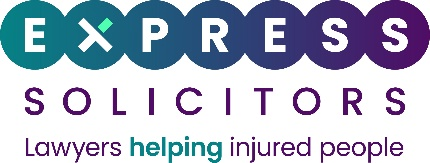 EXPRESS
SOLICITORS
Lawyers helping injured people